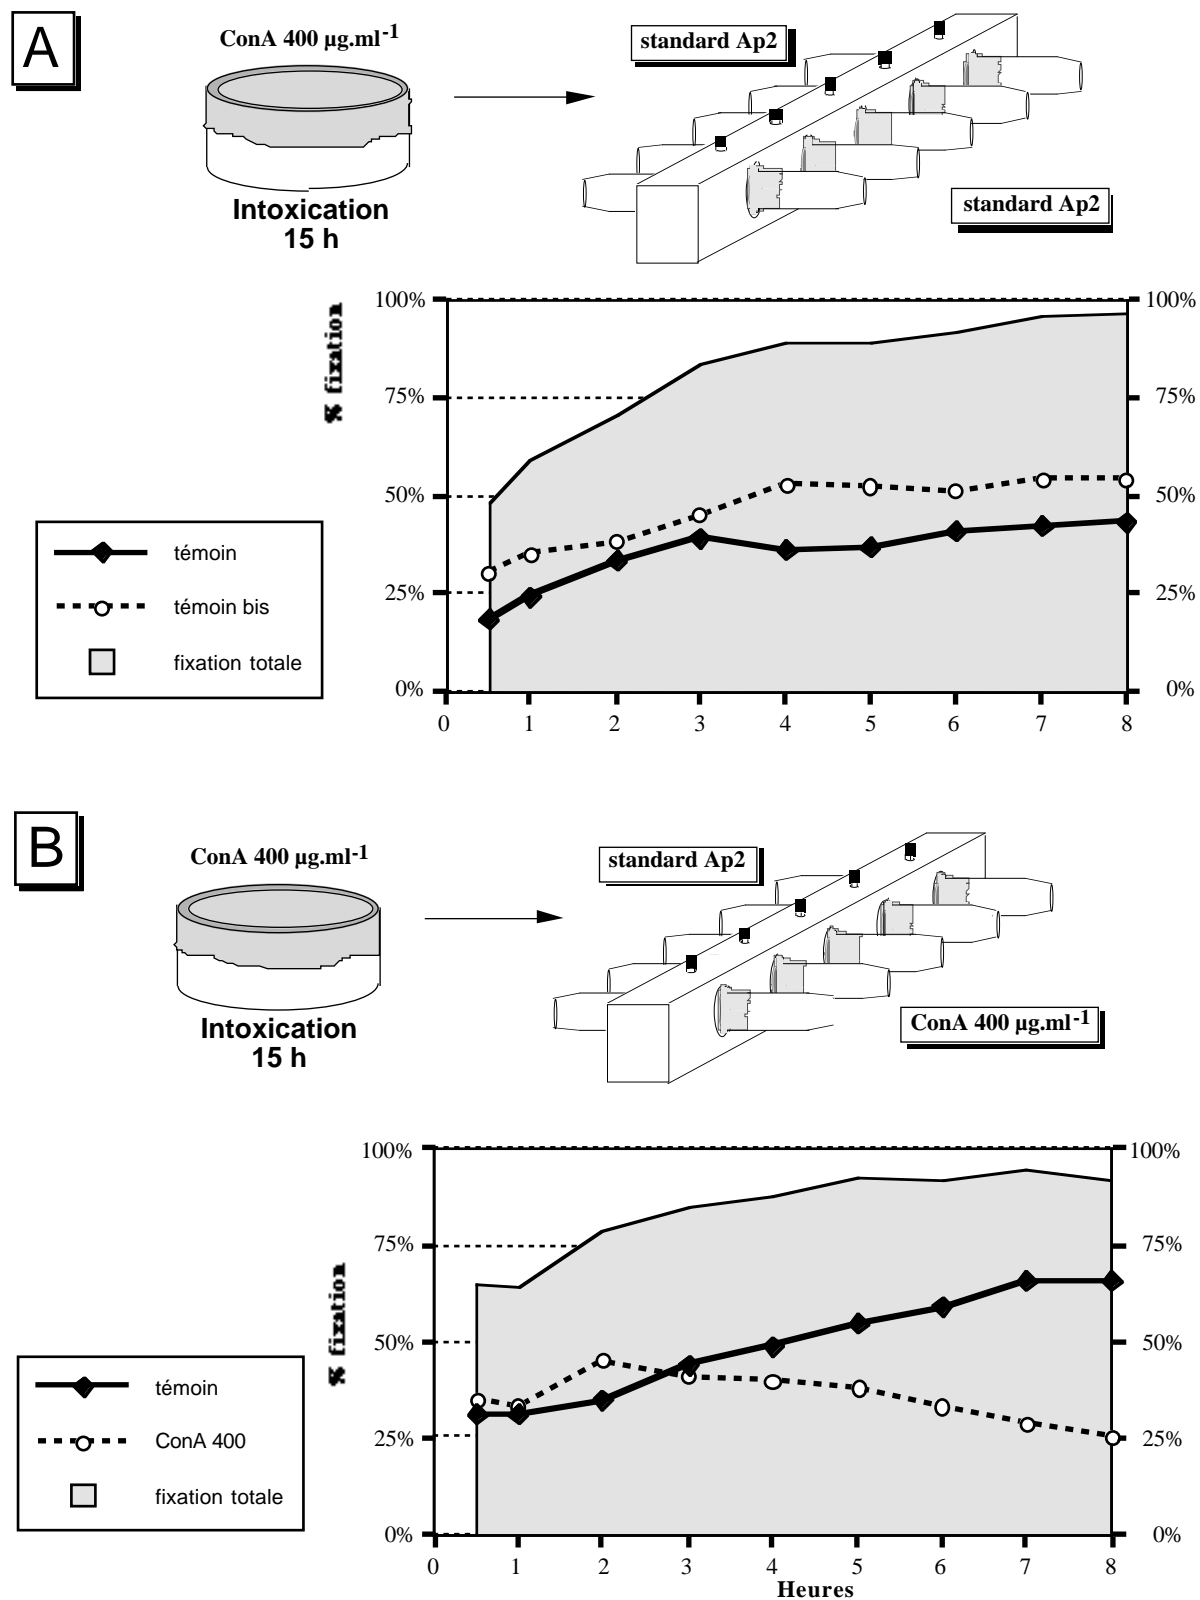 A
ConA 400 µg.ml-1
standard Ap2
Intoxication
15 h
standard Ap2
% fixation
100%
75%
50%
25%
0%
100%
75%
50%
25%
0%
témoin
témoin bis
fixation totale
0 1 2 3 4 5 6 7 8
B
ConA 400 µg.ml-1
standard Ap2
Intoxication
15 h
ConA 400 µg.ml-1
% fixation
100%
75%
50%
25%
0%
100%
75%
50%
25%
0%
témoin
ConA 400
fixation totale
0 1 2 3 4 5 6 7 8
Heures